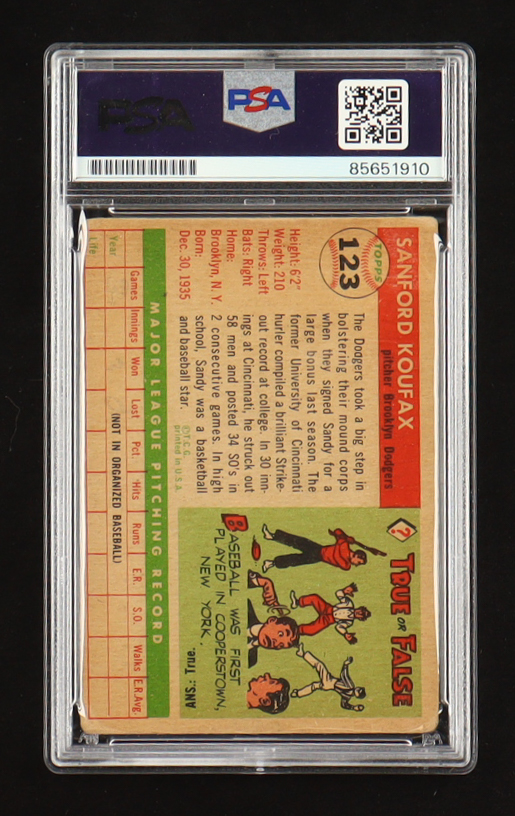 PSA
PSA
85651910
SANFORD KOUFAX
pitcher Brooklyn Dodgers
TOPPS
123
Height: 6'2"
Weight: 210
Throws: Left
Bats: Right
Home:
Brooklyn, N. Y.
Born:
Dec. 30, 1935
The Dodgers took a big step in
bolstering their mound corps
when they signed Sandy for a
large bonus last season. The
former University of Cincinnati
hurler compiled a brilliant Strike-
out record at college. In 30 inn-
ings at Cincinnati, he struck out
58 men and posted 34 SO's in
2 consecutive games. In high
school, Sandy was a basketball
and baseball star.
©T.C.G.
printed in U.S.A.
? TRUE OR FALSE
BASEBALL WAS FIRST
PLAYED IN COOPERSTOWN,
NEW YORK.
ANS.: True.
MAJOR LEAGUE PITCHING RECORD
Games Innings Won Lost Pct. Hits Runs E.R. S.O. Walks E.R.Avg.
Year
(NOT IN ORGANIZED BASEBALL)
Life